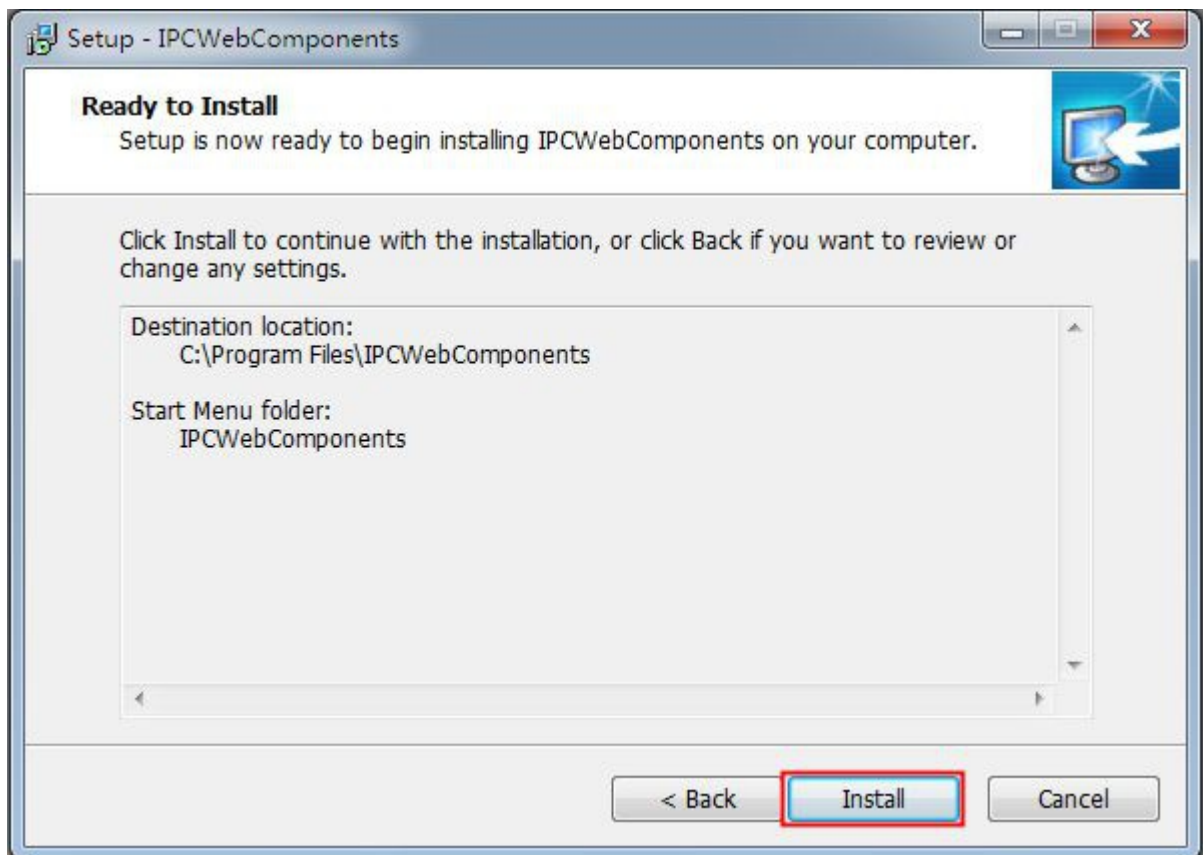 Setup - IPCWebComponents
Ready to Install
Setup is now ready to begin installing IPCWebComponents on your computer.
Click Install to continue with the installation, or click Back if you want to review or
change any settings.
Destination location:
C:\Program Files\IPCWebComponents
Start Menu folder:
IPCWebComponents
< Back
Install
Cancel